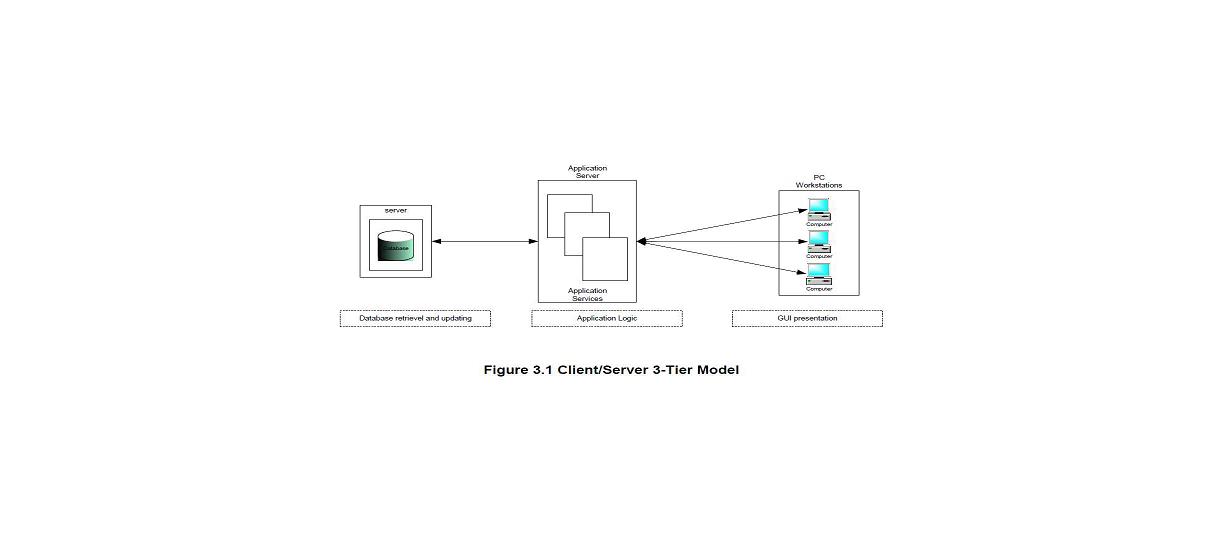 Application
Server
PC
Workstations
server
Database
Computer
Computer
Computer
Application
Services
Database retrievel and updating
Application Logic
GUI presentation
Figure 3.1 Client/Server 3-Tier Model